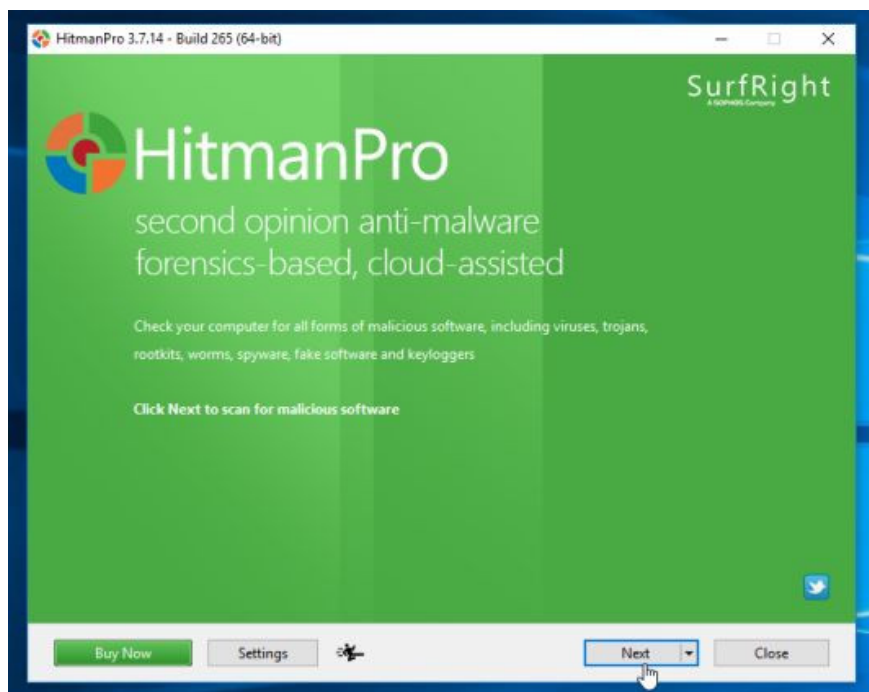 HitmanPro 3.7.14 - Build 265 (64-bit)
SurfRight
A SOPHOS Company
HitmanPro
second opinion anti-malware
forensics-based, cloud-assisted
Check your computer for all forms of malicious software, including viruses, trojans,
rootkits, worms, spyware, fake software and keyloggers
Click Next to scan for malicious software
Buy Now
Settings
Next
Close